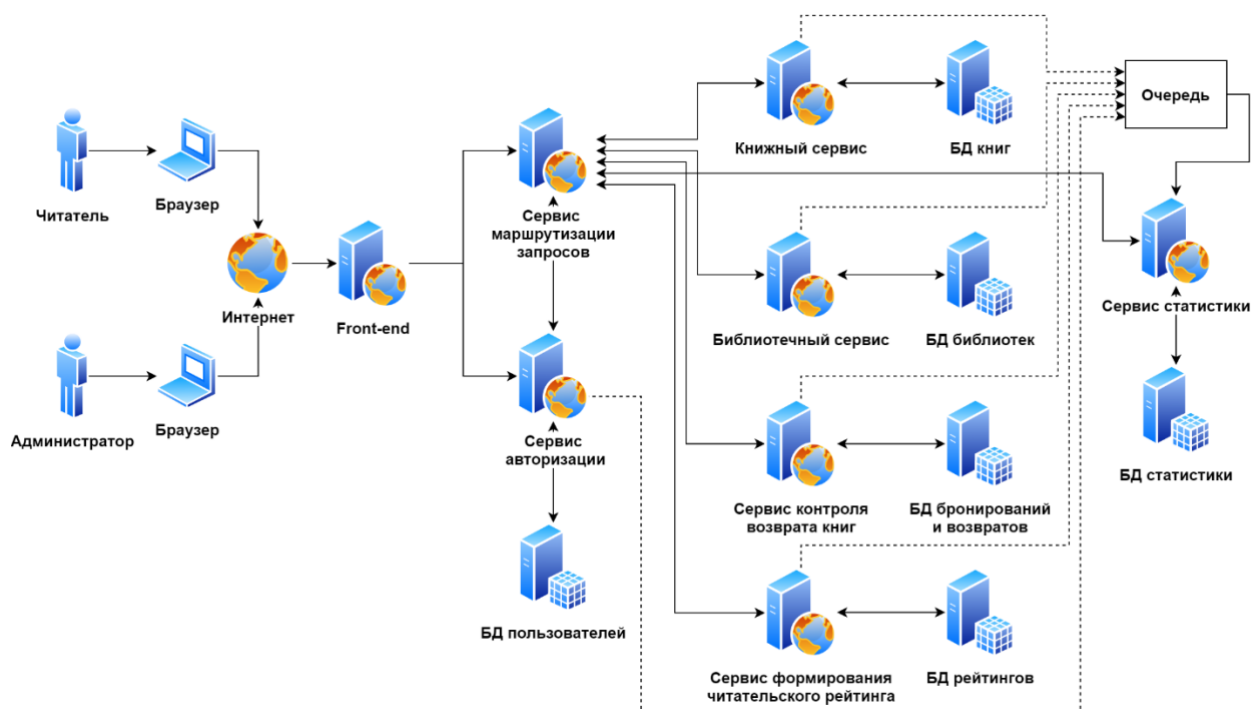 Читатель
Браузер
Администратор
Браузер
Интернет
Front-end
Сервис
маршрутизации
запросов
Сервис
авторизации
БД пользователей
Книжный сервис
БД книг
Библиотечный сервис
БД библиотек
Сервис контроля
возврата книг
БД бронирований
и возвратов
Сервис формирования
читательского рейтинга
БД рейтингов
Очередь
Сервис статистики
БД статистики